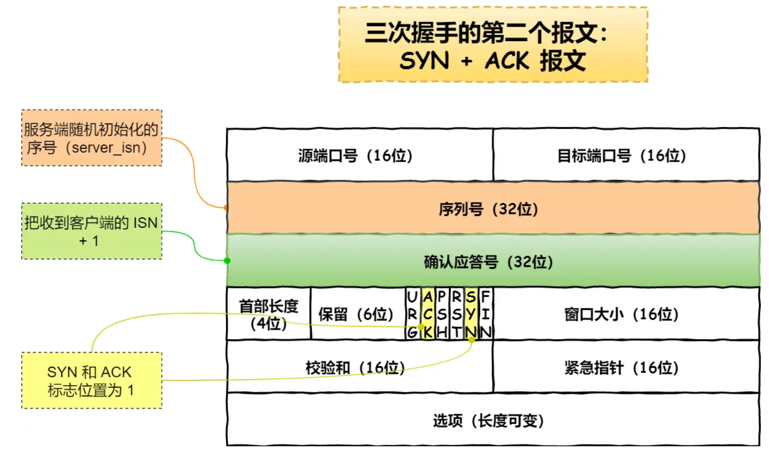 三次握手的第二个报文：
SYN + ACK 报文
服务端随机初始化的
序号（server_isn）
源端口号（16位）
目标端口号（16位）
序列号（32位）
把收到客户端的 ISN
+ 1
确认应答号（32位）
首部长度
（4位）
保留（6位）
URG
ACK
PSH
RST
SYN
FIN
窗口大小（16位）
SYN 和 ACK
标志位置为 1
校验和（16位）
紧急指针（16位）
选项（长度可变）